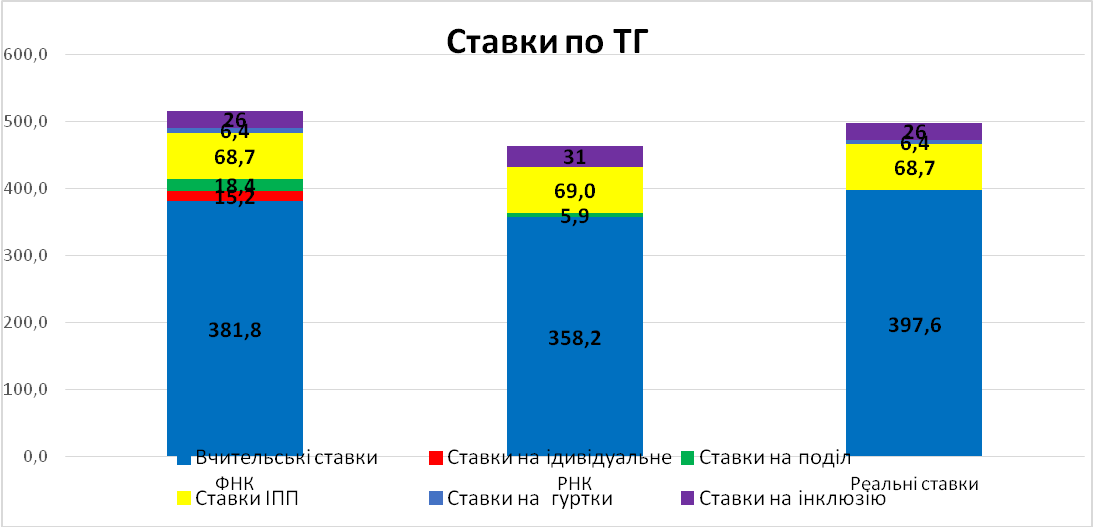 Ставки по ТГ
600,0
500,0
400,0
300,0
200,0
100,0
0,0
26
6,4
68,7
18,4
15,2
381,8
31
69,0
5,9
358,2
26
6,4
68,7
397,6
Вчительські ставки
Ставки на ідивідуальне
Ставки на поділ
ФНК
РНК
Реальні ставки
Ставки ІПП
Ставки на гуртки
Ставки на інклюзію